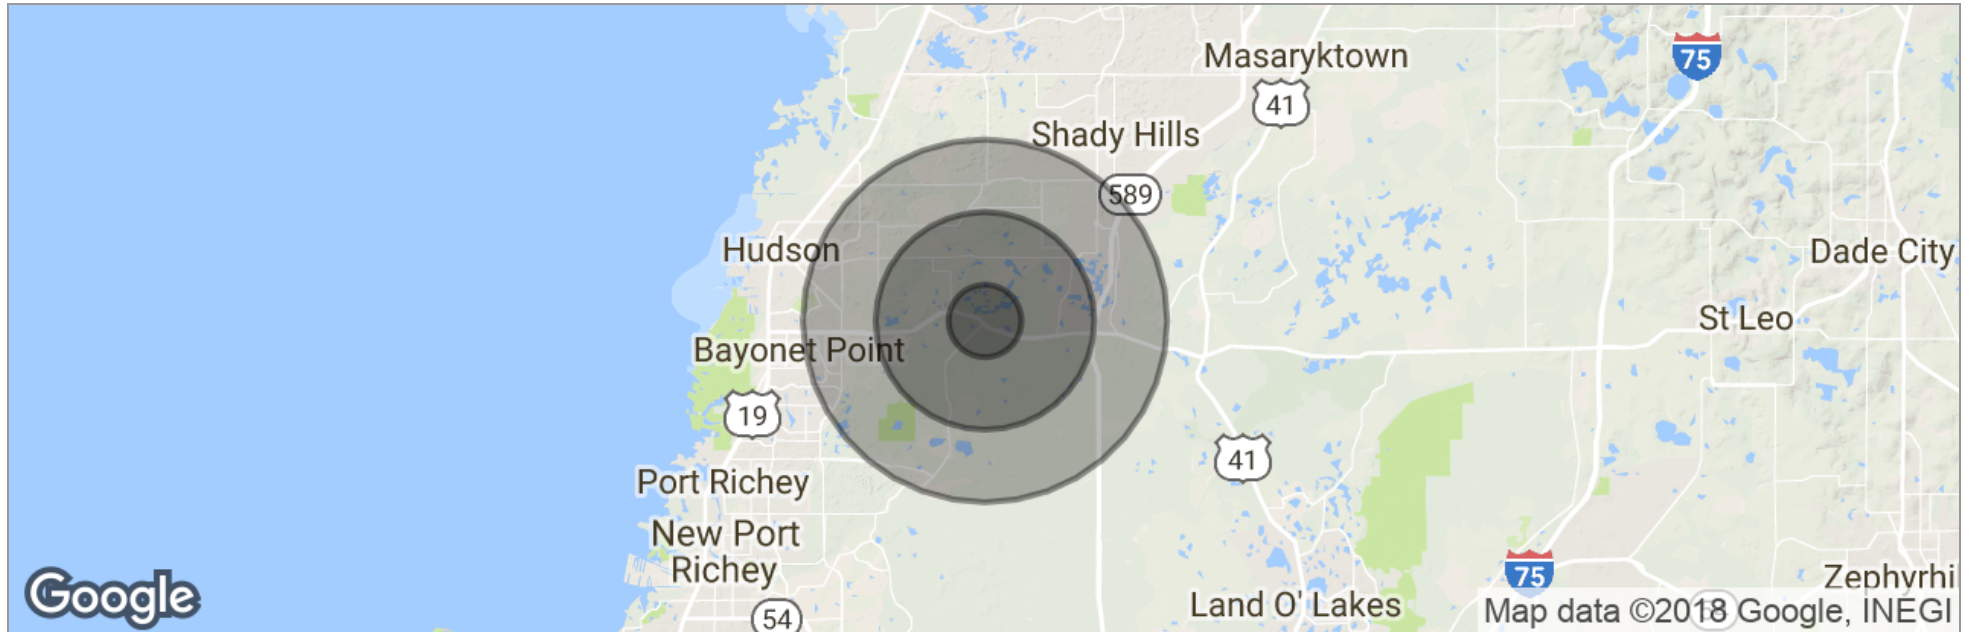 Masaryktown
75
41
Shady Hills
589
Hudson
Dade City
St Leo
Bayonet Point
19
41
Port Richey
New Port
Richey
75
Zephyrhi
Land O' Lakes
54
Google
Map data ©2018 Google, INEGI